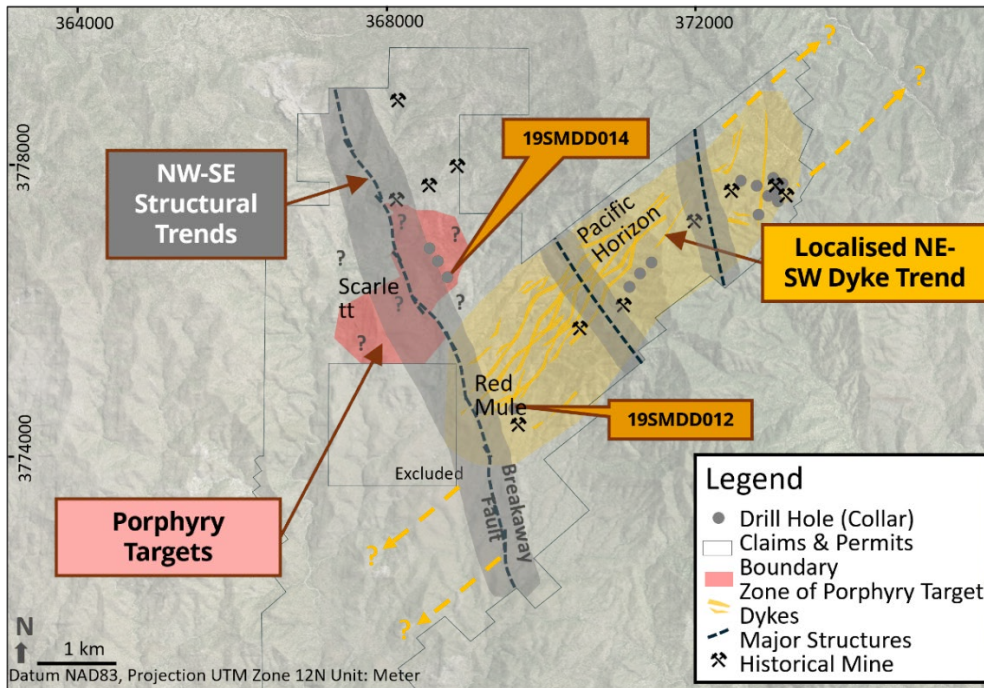 364000
368000
372000
3778000
3774000
?
?
19SMDD014
NW-SE
Structural
Trends
Pacific
Horizon
Localised NE-
SW Dyke Trend
?
?
?
?
?
?
Scarle
tt
Red
Mule
19SMDD012
Excluded
Breakaway
Fault
Porphyry
Targets
?
?
Legend
Drill Hole (Collar)
Claims & Permits
Boundary
Zone of Porphyry Target
Dykes
Major Structures
Historical Mine
N
1 km
Datum NAD83, Projection UTM Zone 12N Unit: Meter